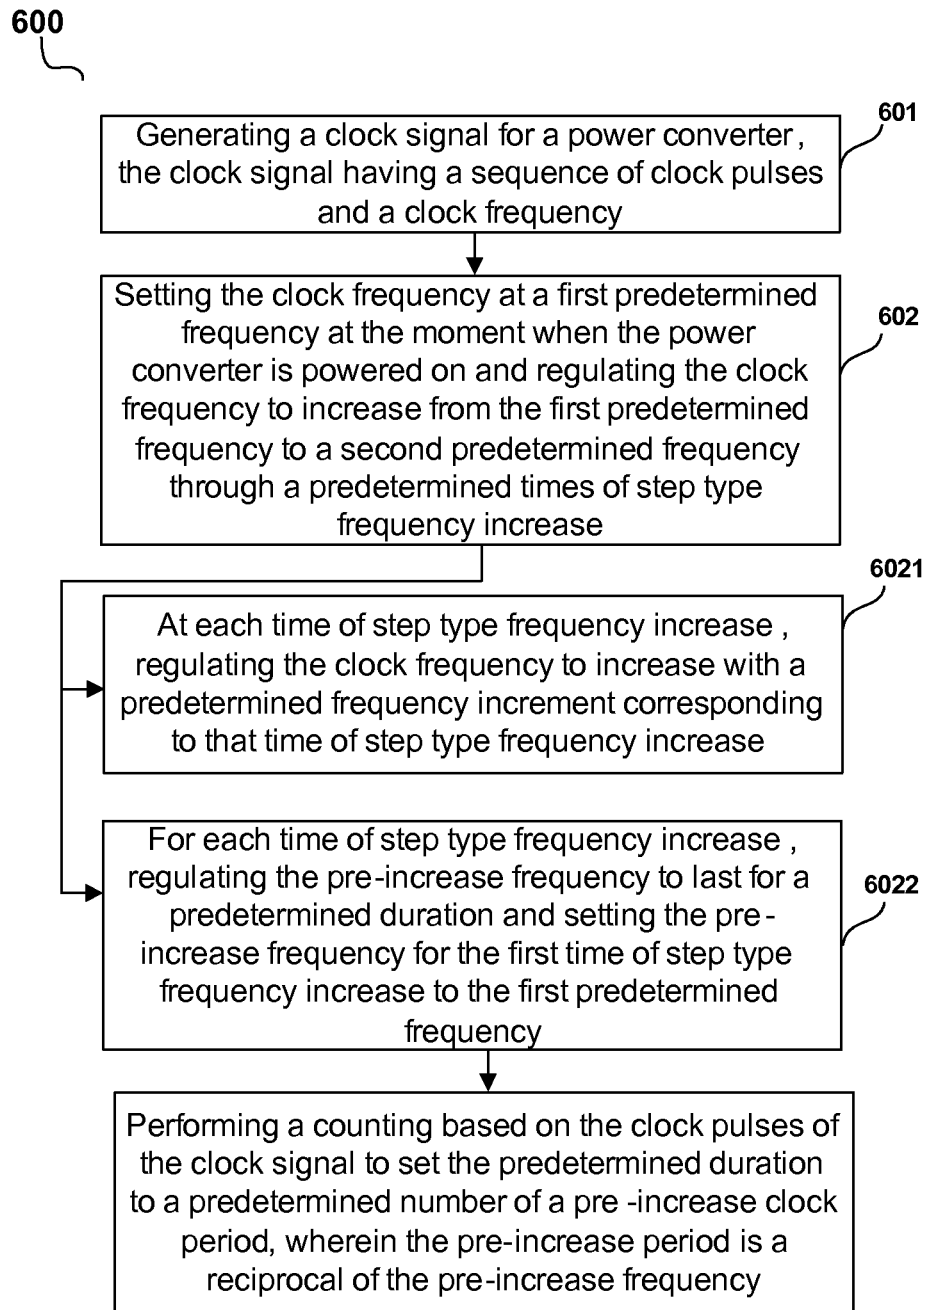 600
601
Generating a clock signal for a power converter ,
the clock signal having a sequence of clock pulses
and a clock frequency
602
Setting the clock frequency at a first predetermined
frequency at the moment when the power
converter is powered on and regulating the clock
frequency to increase from the first predetermined
frequency to a second predetermined frequency
through a predetermined times of step type
frequency increase
6021
At each time of step type frequency increase ,
regulating the clock frequency to increase with a
predetermined frequency increment corresponding
to that time of step type frequency increase
6022
For each time of step type frequency increase ,
regulating the pre-increase frequency to last for a
predetermined duration and setting the pre-
increase frequency for the first time of step type
frequency increase to the first predetermined
frequency
Performing a counting based on the clock pulses of
the clock signal to set the predetermined duration
to a predetermined number of a pre -increase clock
period, wherein the pre-increase period is a
reciprocal of the pre-increase frequency